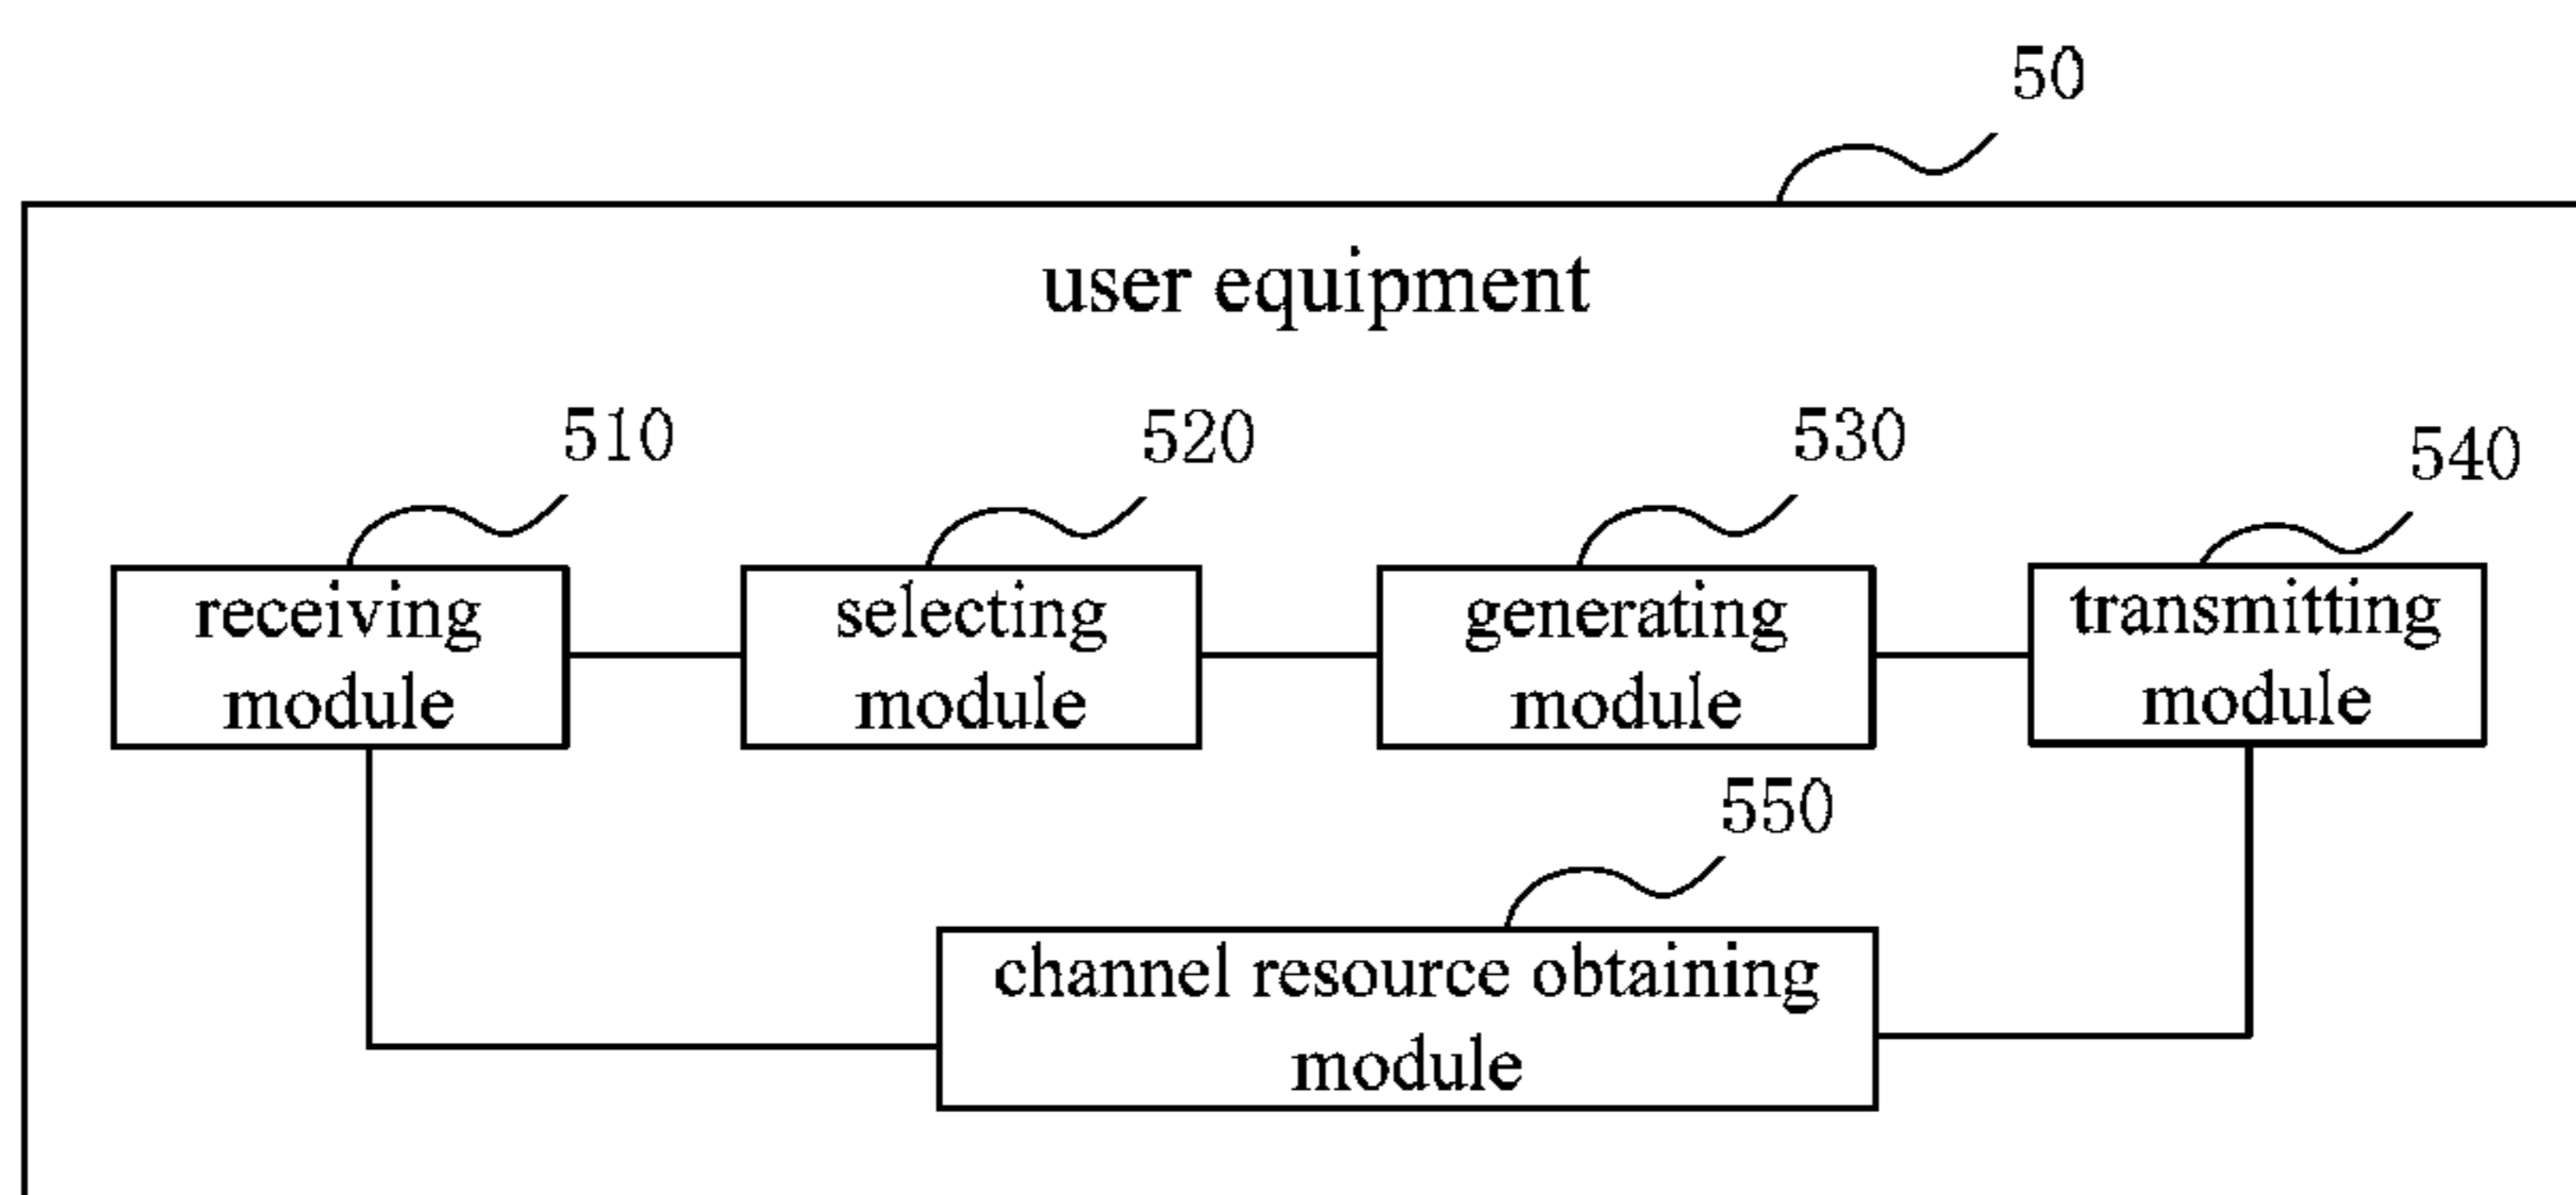 50
user equipment
510
520
530
540
receiving
module
selecting
module
generating
module
transmitting
module
550
channel resource obtaining
module